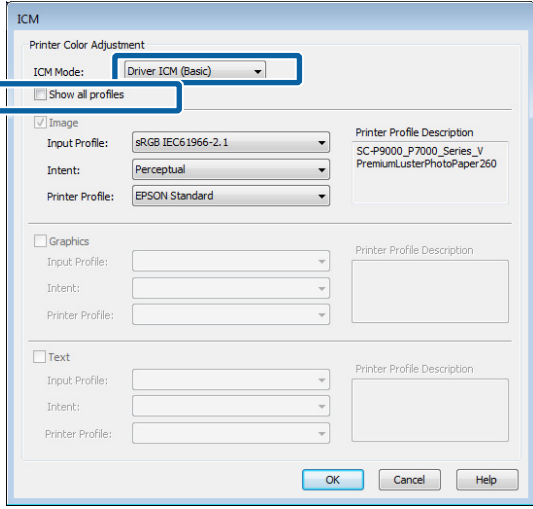 ICM
Printer Color Adjustment
ICM Mode: Driver ICM (Basic)
Show all profiles
Image
Input Profile: sRGB IEC61966-2.1
Intent: Perceptual
Printer Profile: EPSON Standard
Printer Profile Description
SC-P9000_P7000_Series_V
PremiumLusterPhotoPaper260
Graphics
Input Profile:
Intent:
Printer Profile:
Printer Profile Description
Text
Input Profile:
Intent:
Printer Profile:
Printer Profile Description
OK Cancel Help